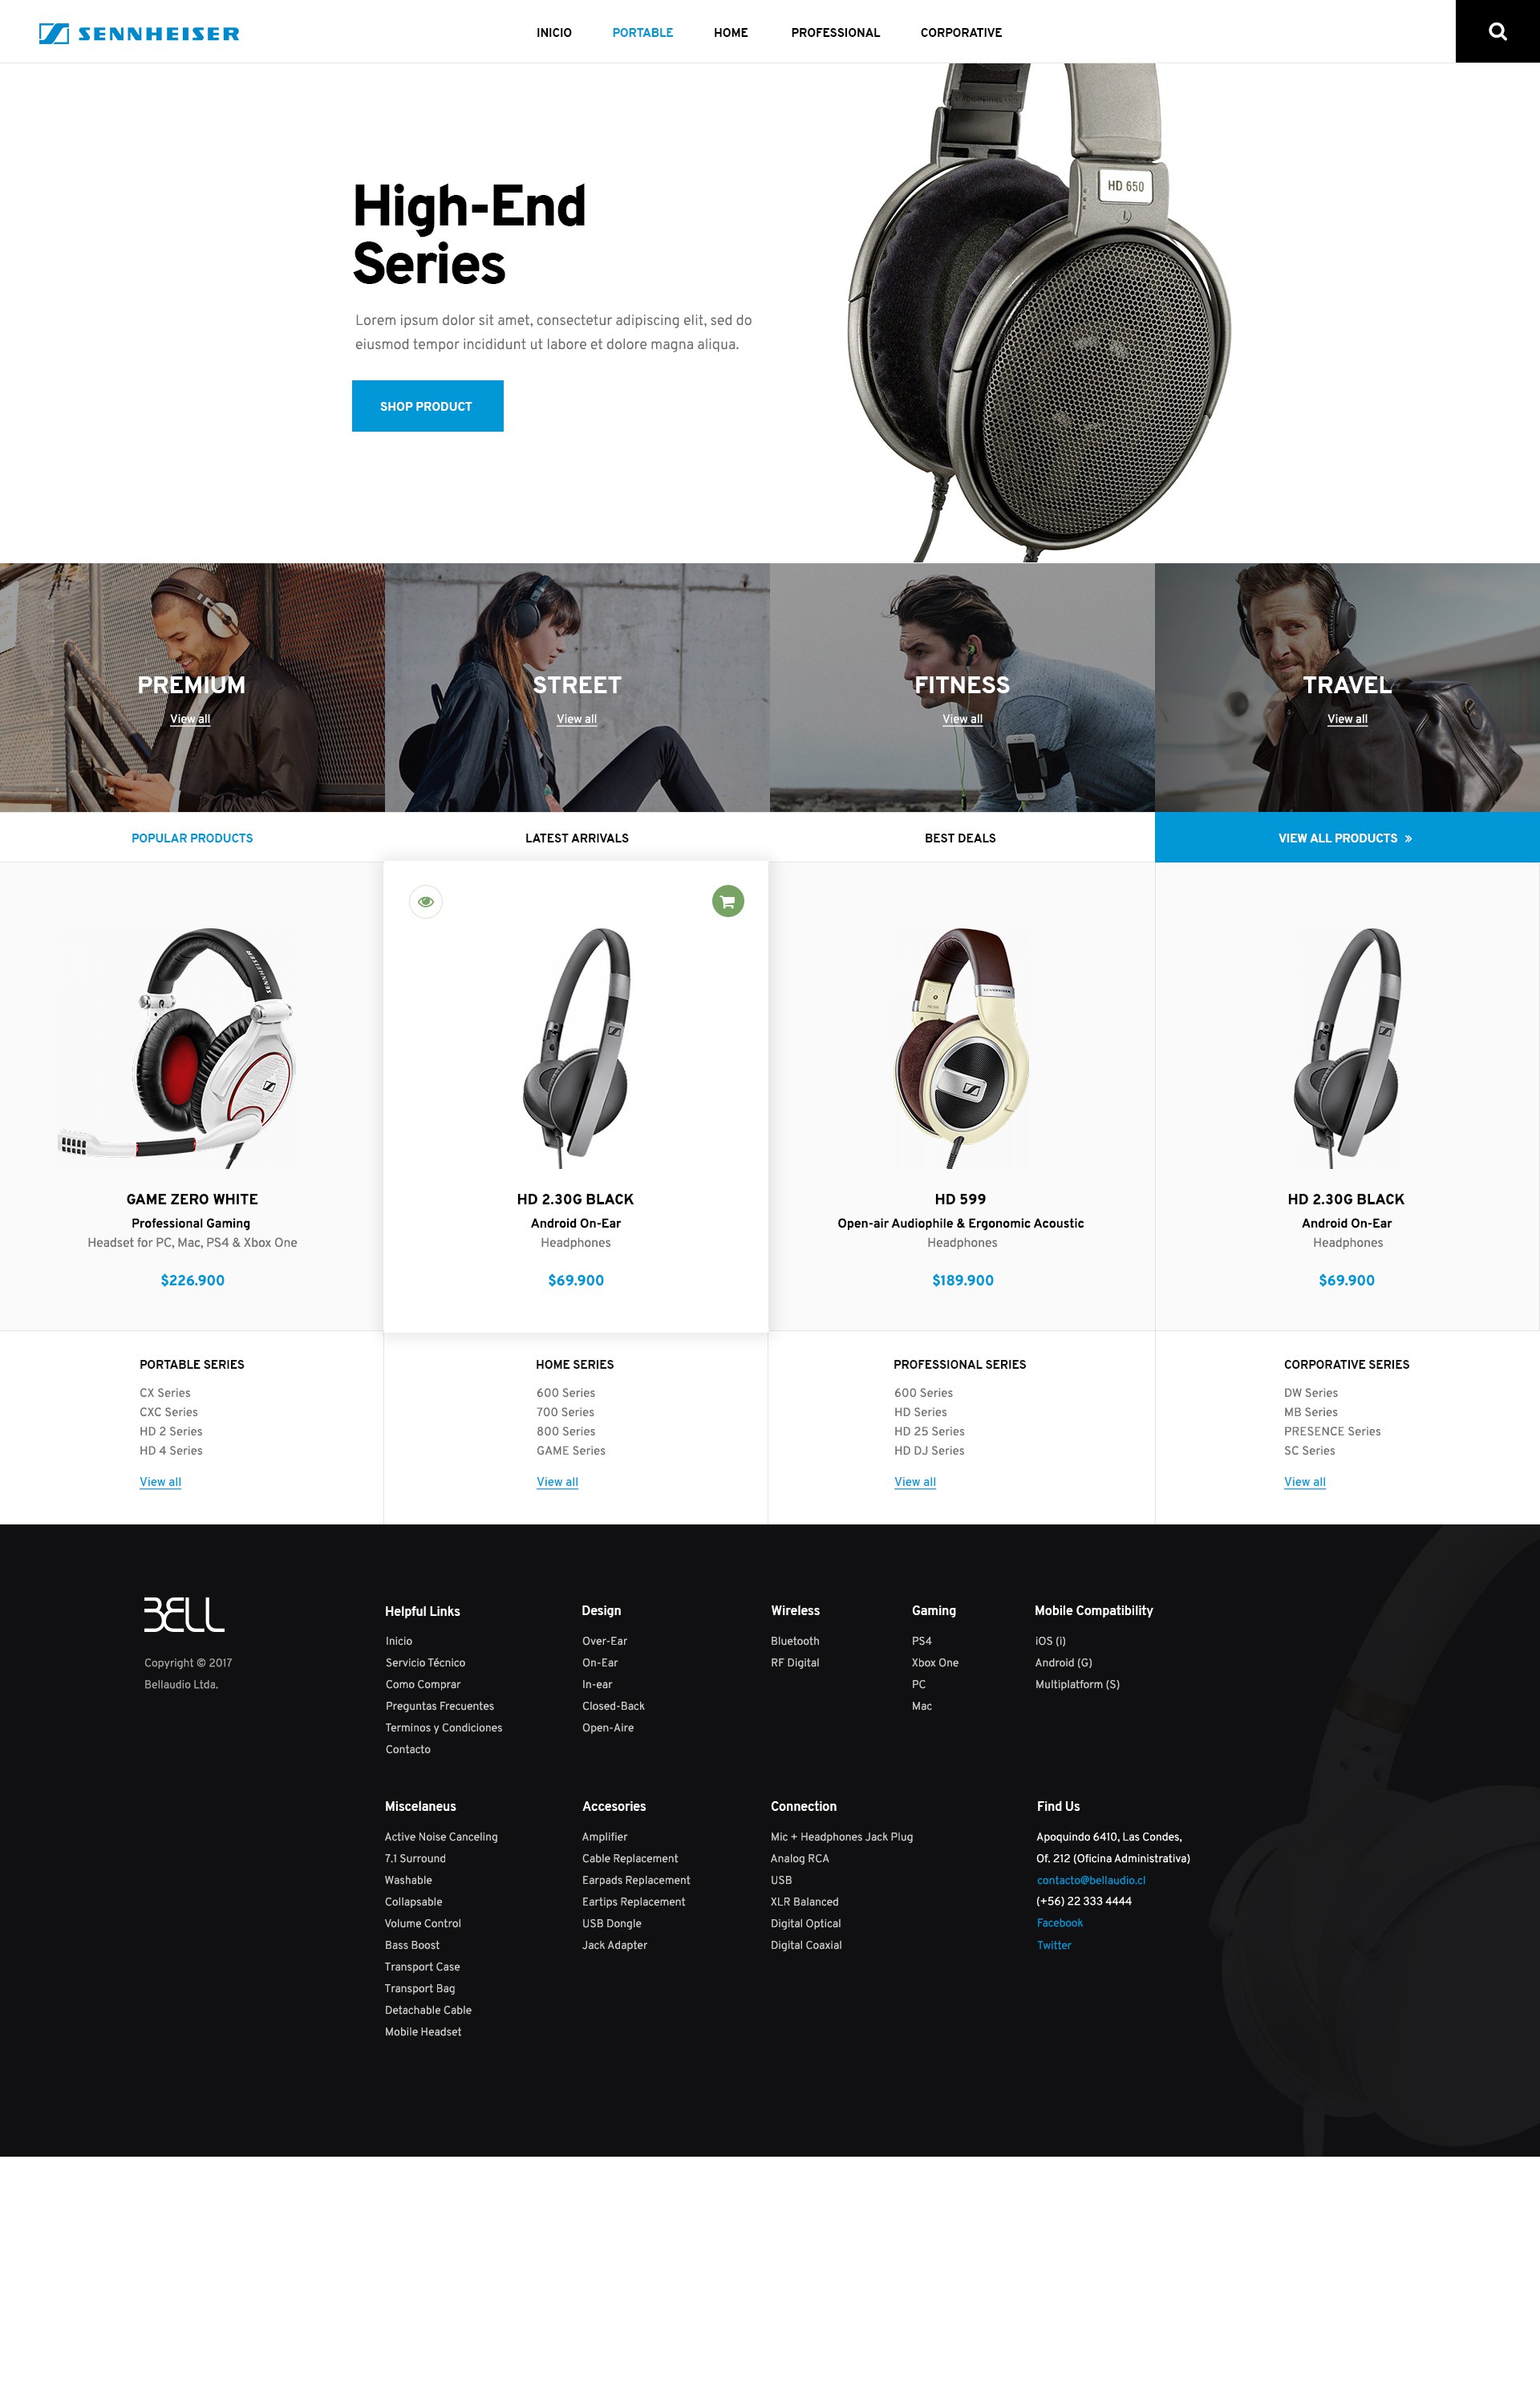 SENNHEISER
INICIO
PORTABLE
HOME
PROFESSIONAL
CORPORATIVE
HD 650
High-End
Series
Lorem ipsum dolor sit amet, consectetur adipiscing elit, sed do
eiusmod tempor incididunt ut labore et dolore magna aliqua.
SHOP PRODUCT
PREMIUM
View all
STREET
View all
FITNESS
View all
TRAVEL
View all
POPULAR PRODUCTS
LATEST ARRIVALS
BEST DEALS
VIEW ALL PRODUCTS »
SENNHEISER
GAME ZERO WHITE
Professional Gaming
Headset for PC, Mac, PS4 & Xbox One
$226.900
HD 2.30G BLACK
Android On-Ear
Headphones
$69.900
SENNHEISER
HD 599
Open-air Audiophile & Ergonomic Acoustic
Headphones
$189.900
HD 2.30G BLACK
Android On-Ear
Headphones
$69.900
PORTABLE SERIES
CX Series
CXC Series
HD 2 Series
HD 4 Series
View all
HOME SERIES
600 Series
700 Series
800 Series
GAME Series
View all
PROFESSIONAL SERIES
600 Series
HD Series
HD 25 Series
HD DJ Series
View all
CORPORATIVE SERIES
DW Series
MB Series
PRESENCE Series
SC Series
View all
BELL
Copyright © 2017
Bellaudio Ltda.
Helpful Links
Inicio
Servicio Técnico
Como Comprar
Preguntas Frecuentes
Terminos y Condiciones
Contacto
Design
Over-Ear
On-Ear
In-ear
Closed-Back
Open-Aire
Wireless
Bluetooth
RF Digital
Gaming
PS4
Xbox One
PC
Mac
Mobile Compatibility
iOS (i)
Android (G)
Multiplatform (S)
Miscelaneus
Active Noise Canceling
7.1 Surround
Washable
Collapsable
Volume Control
Bass Boost
Transport Case
Transport Bag
Detachable Cable
Mobile Headset
Accesories
Amplifier
Cable Replacement
Earpads Replacement
Eartips Replacement
USB Dongle
Jack Adapter
Connection
Mic + Headphones Jack Plug
Analog RCA
USB
XLR Balanced
Digital Optical
Digital Coaxial
Find Us
Apoquindo 6410, Las Condes,
Of. 212 (Oficina Administrativa)
contacto@bellaudio.cl
(+56) 22 333 4444
Facebook
Twitter